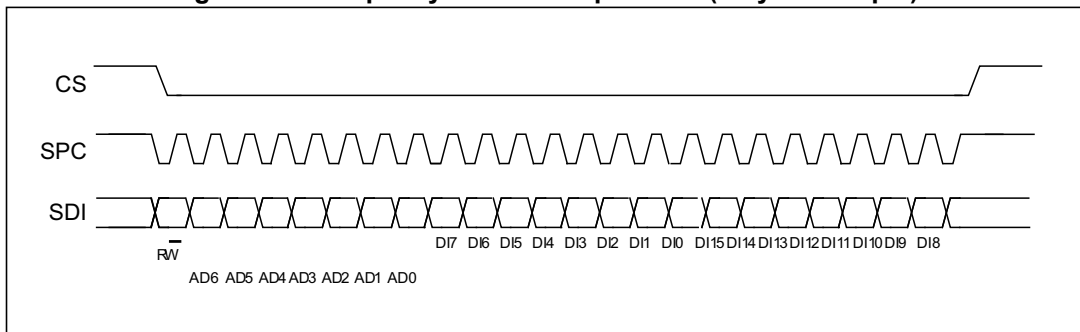 CS
SPC
SDI
RW
DI7 DI6 DI5 DI4 DI3 DI2 DI1 DI0 DI15 DI14 DI13 DI12 DI11 DI10 DI9 DI8
AD6 AD5 AD4 AD3 AD2 AD1 AD0